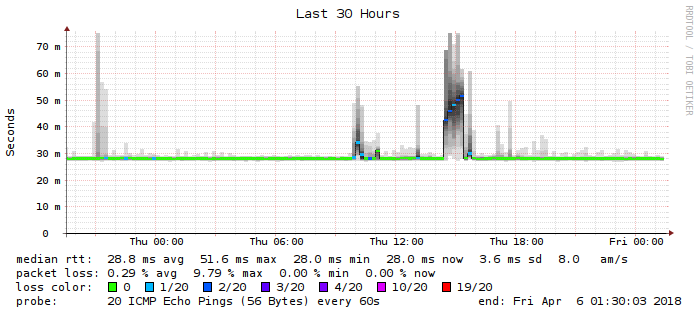 Last 30 Hours
RRDTOOL / TOBI OETIKER
Seconds
70 m
60 m
50 m
40 m
30 m
20 m
10 m
0
Thu 00:00 Thu 06:00 Thu 12:00 Thu 18:00 Fri 00:00
median rtt: 28.8 ms avg 51.6 ms max 28.0 ms min 28.0 ms now 3.6 ms sd 8.0 am/s
packet loss: 0.29 % avg 9.79 % max 0.00 % min 0.00 % now
loss color: 0 1/20 2/20 3/20 4/20 10/20 19/20
probe: 20 ICMP Echo Pings (56 Bytes) every 60s end: Fri Apr 6 01:30:03 2018